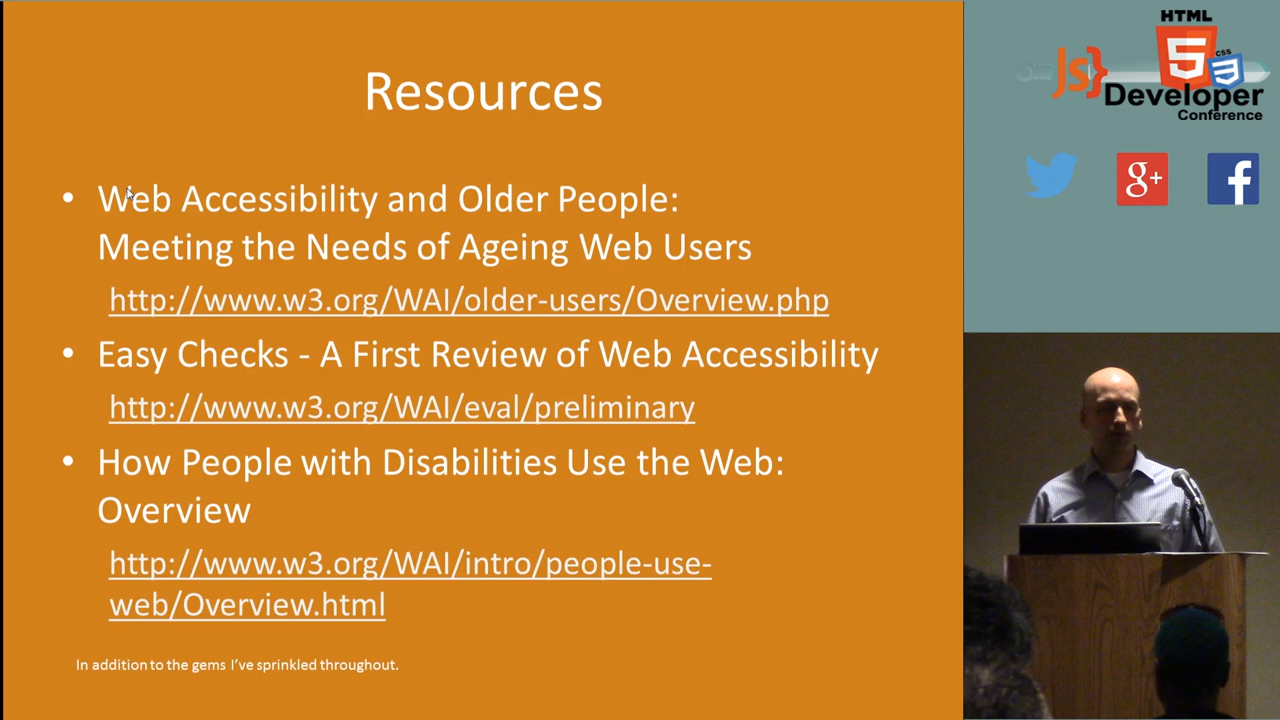 Resources
• Web Accessibility and Older People:
Meeting the Needs of Ageing Web Users
http://www.w3.org/WAI/older-users/Overview.php
• Easy Checks - A First Review of Web Accessibility
http://www.w3.org/WAI/eval/preliminary
• How People with Disabilities Use the Web:
Overview
http://www.w3.org/WAI/intro/people-use-
web/Overview.html
In addition to the gems I've sprinkled throughout.
HTML
JS} 5 CSS 3
Developer
Conference
g+ f